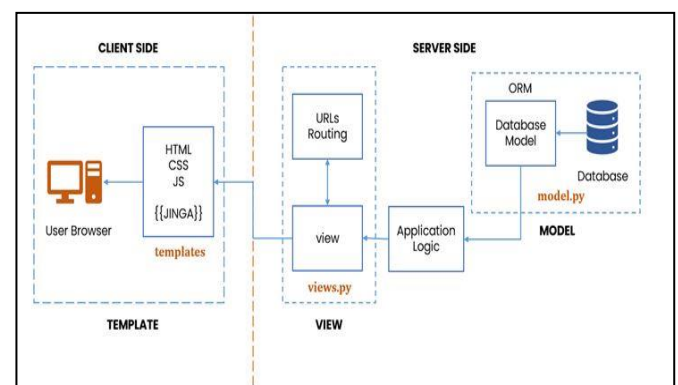 CLIENT SIDE
SERVER SIDE
ORM
URLs
Routing
Database
Model
HTML
CSS
JS
{{JINGA}}
Database
model.py
User Browser
view
Application
Logic
MODEL
templates
views.py
TEMPLATE
VIEW